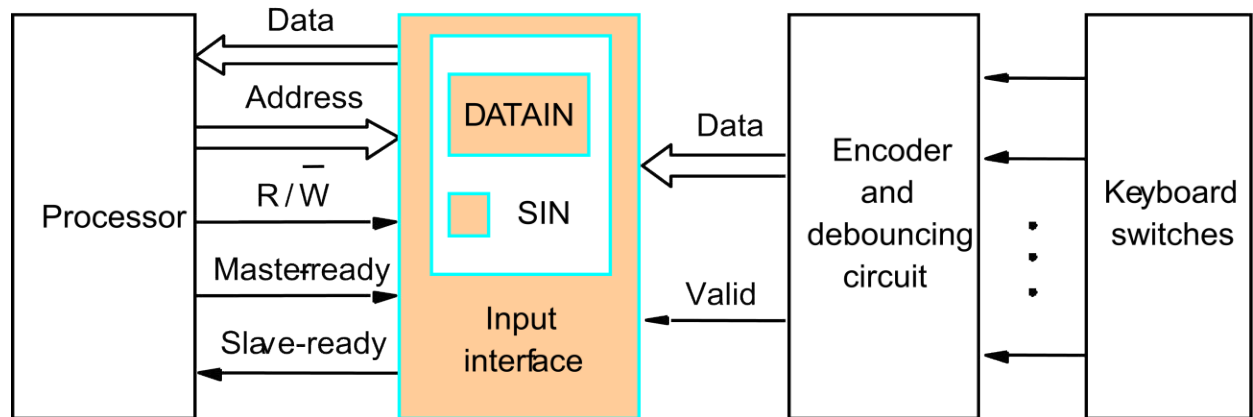 Processor
Data
Address
R / W̅
Master-ready
Slave-ready
DATAIN
SIN
Input
interface
Data
Valid
Encoder
and
debouncing
circuit
Keyboard
switches